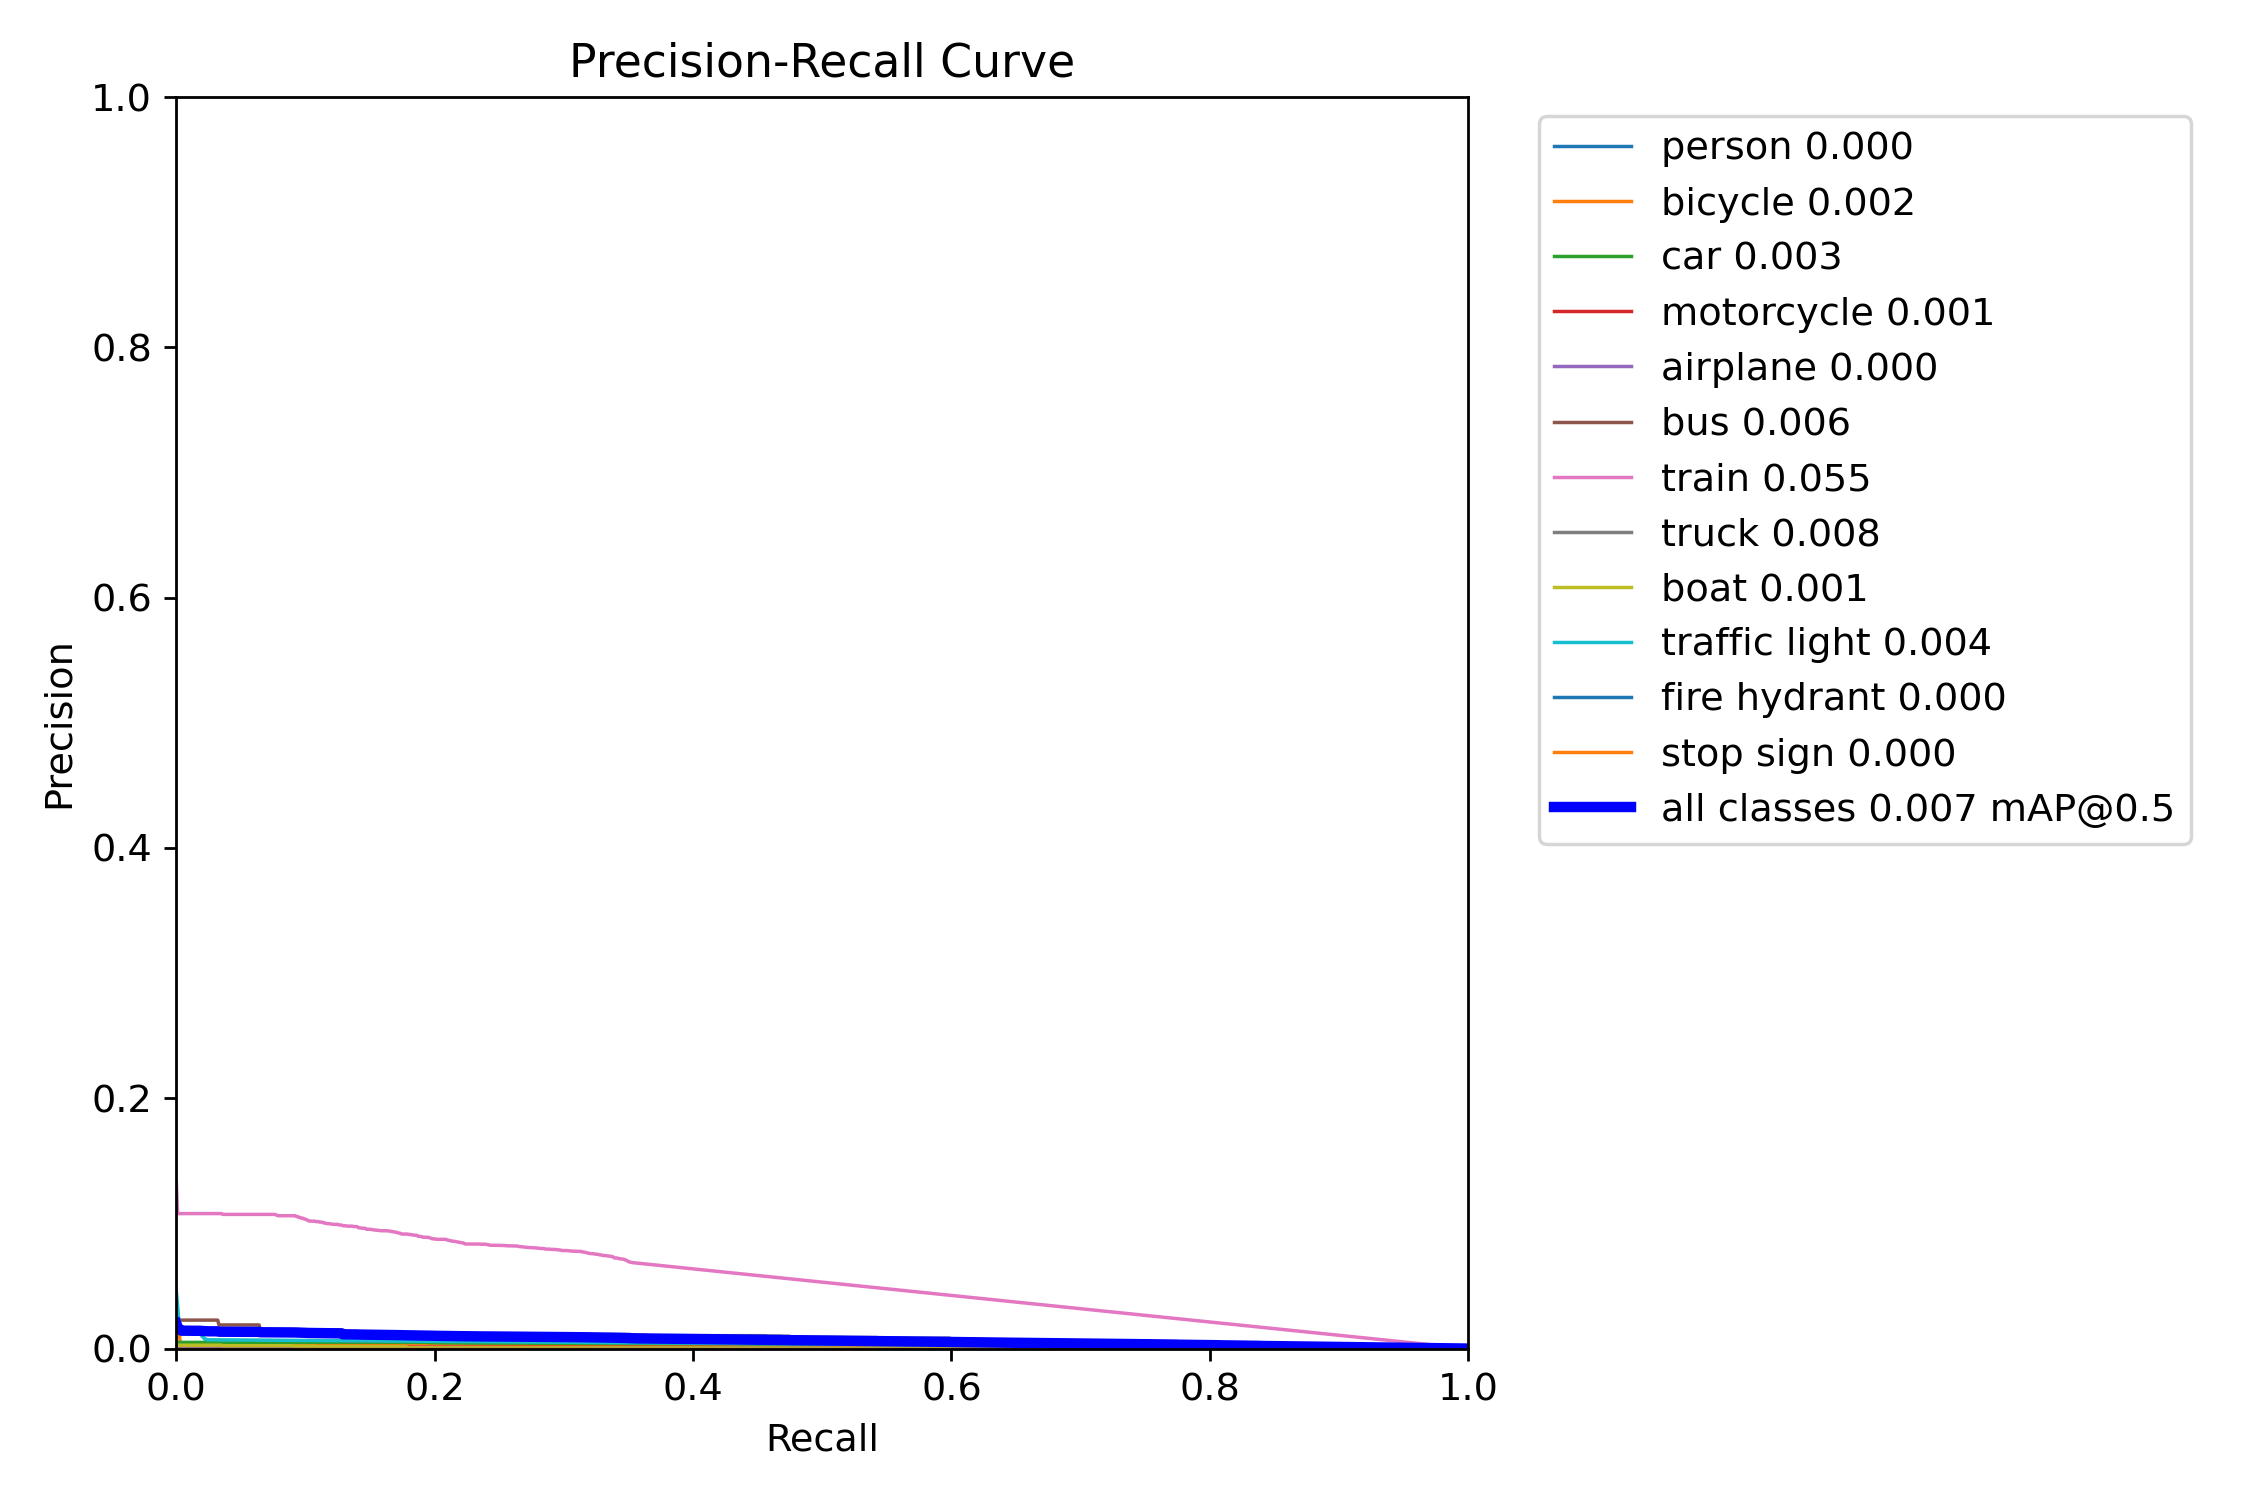 Precision-Recall Curve
1.0
0.8
0.6
0.4
0.2
0.0
Precision
0.0 0.2 0.4 0.6 0.8 1.0
Recall
person 0.000
bicycle 0.002
car 0.003
motorcycle 0.001
airplane 0.000
bus 0.006
train 0.055
truck 0.008
boat 0.001
traffic light 0.004
fire hydrant 0.000
stop sign 0.000
all classes 0.007 mAP@0.5